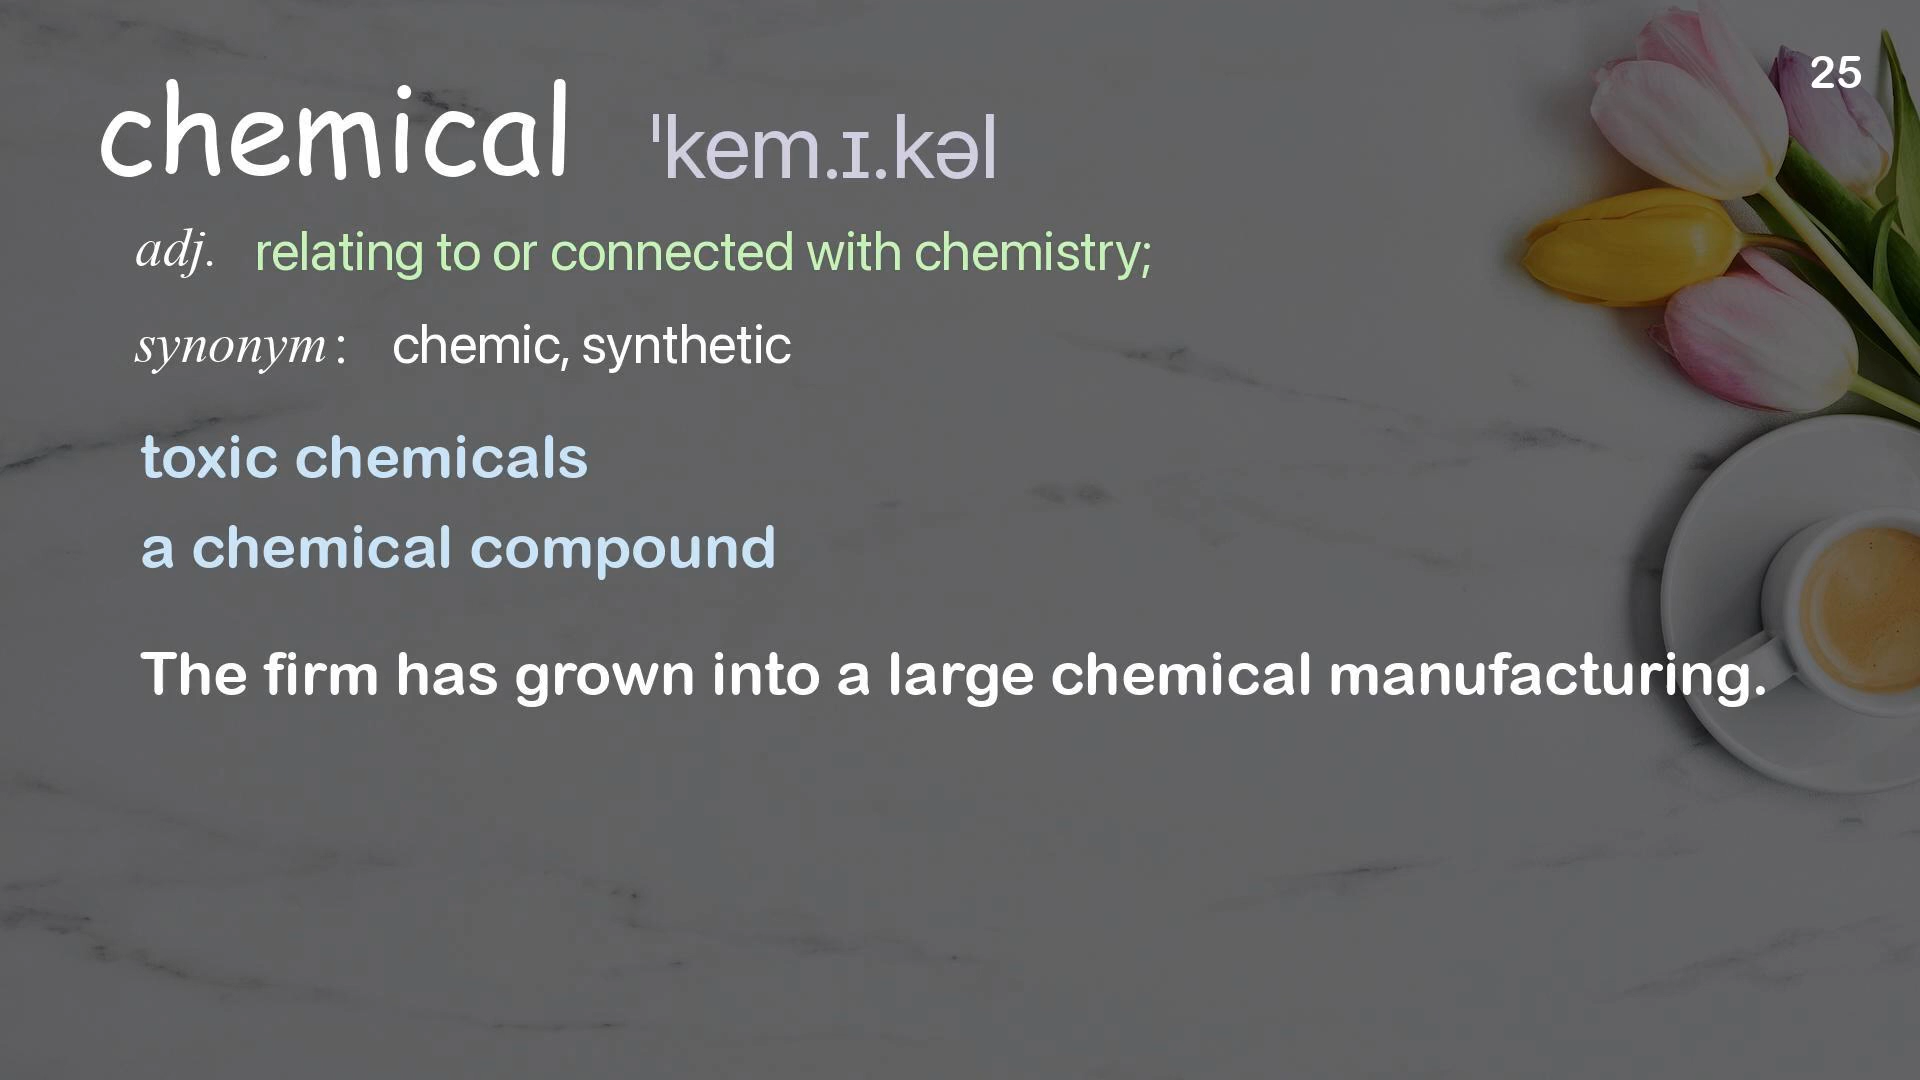 25
chemical ˈkem.ɪ.kəl
adj. relating to or connected with chemistry;
synonym: chemic, synthetic
toxic chemicals
a chemical compound
The firm has grown into a large chemical manufacturing.